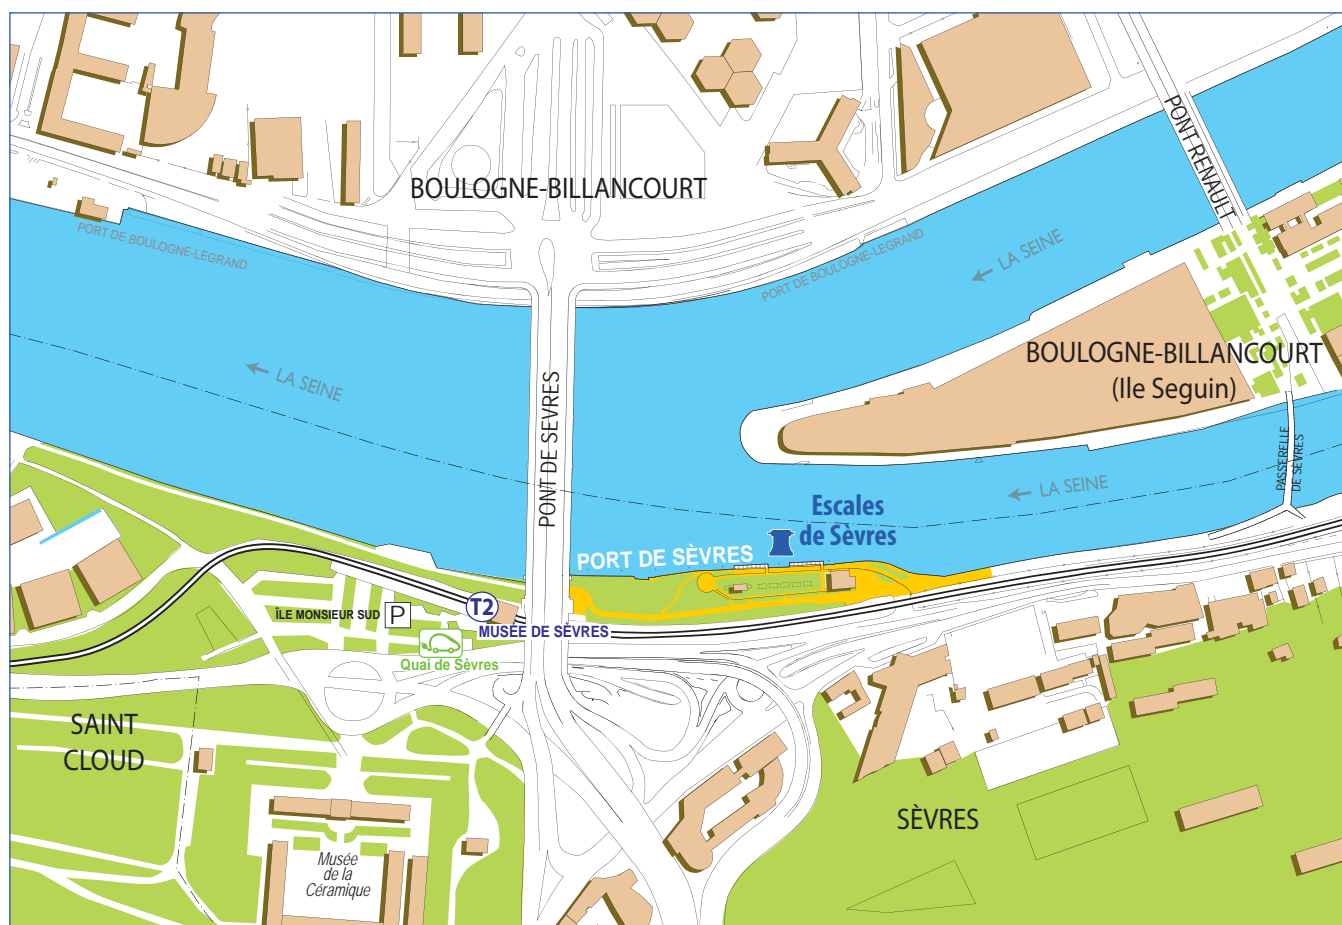 PONT RENAULT
BOULOGNE-BILLANCOURT
PORT DE BOULOGNE-LEGRAND
PORT DE BOULOGNE-LEGRAND
LA SEINE
BOULOGNE-BILLANCOURT
(Ile Seguin)
LA SEINE
PONT DE SEVRES
PASSERELLE
DE SÈVRES
LA SEINE
Escales
de Sèvres
PORT DE SÈVRES
T2
ÎLE MONSIEUR SUD
P
MUSÉE DE SÈVRES
Quai de Sèvres
SAINT
CLOUD
SÈVRES
Musée
de la
Céramique